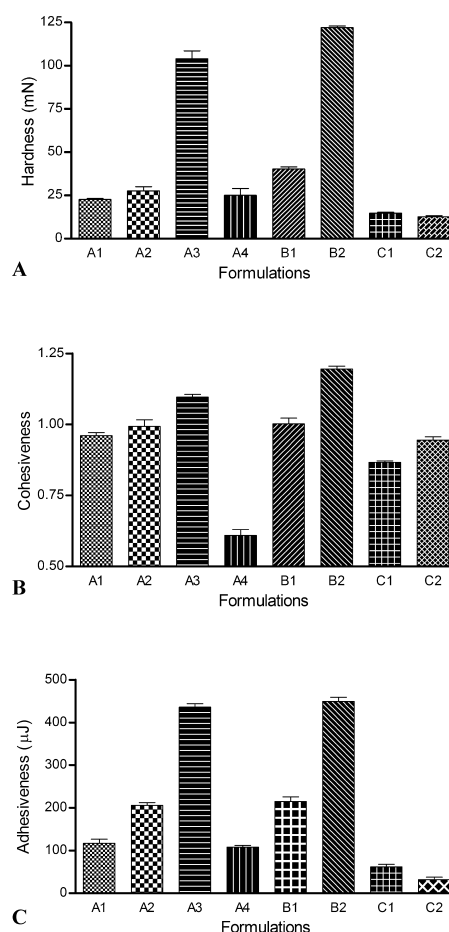 125
100
75
50
25
0
Hardness (mN)
A1 A2 A3 A4 B1 B2 C1 C2
Formulations
A
1.25
1.00
0.75
0.50
Cohesiveness
A1 A2 A3 A4 B1 B2 C1 C2
Formulations
B
500
400
300
200
100
0
Adhesiveness (µJ)
A1 A2 A3 A4 B1 B2 C1 C2
Formulations
C